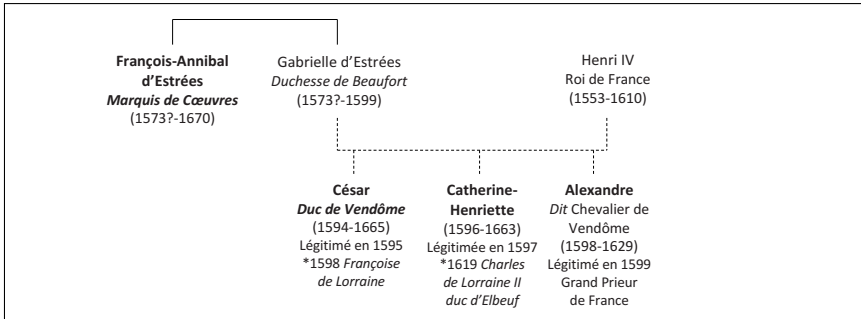 François-Annibal
d’Estrées
Marquis de Cœuvres
(1573?-1670)
Gabrielle d’Estrées
Duchesse de Beaufort
(1573?-1599)
Henri IV
Roi de France
(1553-1610)
César
Duc de Vendôme
(1594-1665)
Légitimé en 1595
*1598 Françoise
de Lorraine
Catherine-
Henriette
(1596-1663)
Légitimée en 1597
*1619 Charles
de Lorraine II
duc d’Elbeuf
Alexandre
Dit Chevalier de
Vendôme
(1598-1629)
Légitimé en 1599
Grand Prieur
de France